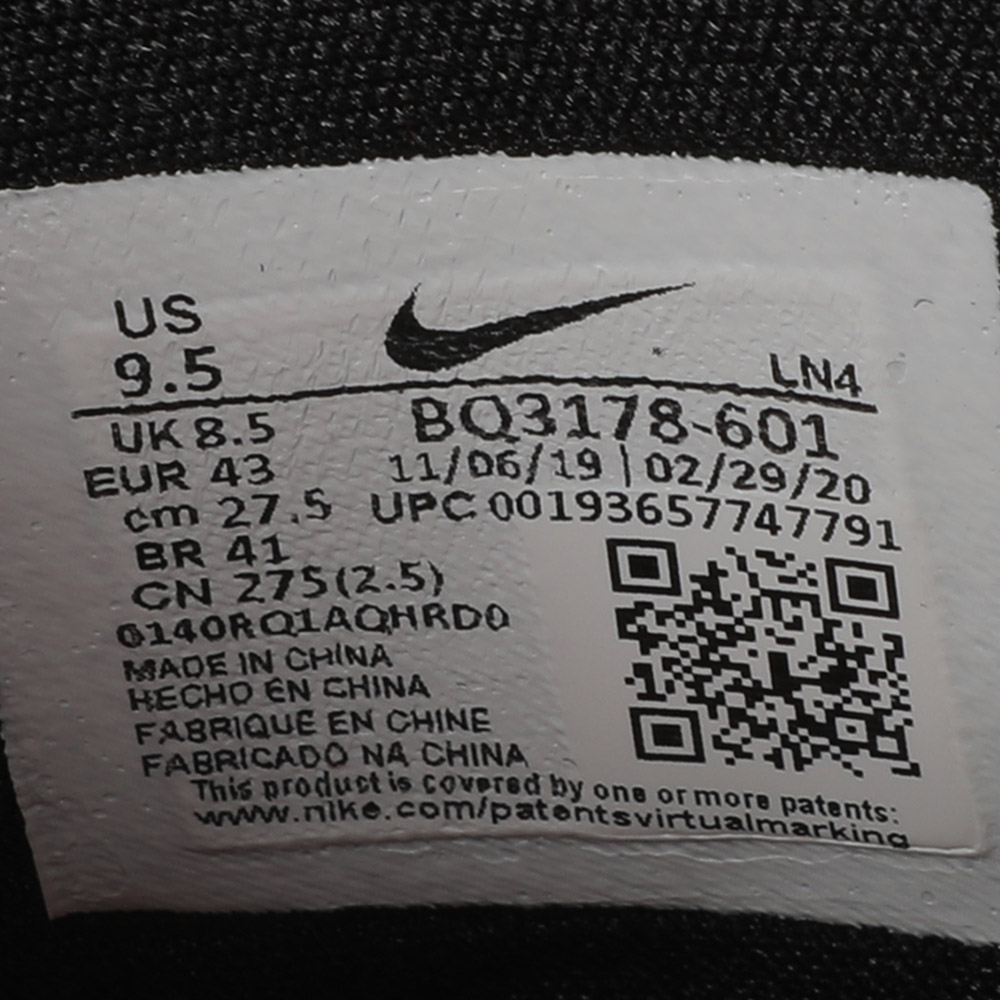 US
9.5
LN4
UK 8.5
BQ3178-601
EUR 43
11/06/19 | 02/29/20
cm 27.5
UPC 00193657747791
BR 41
CN 275(2.5)
0140RQ1AQHRD0
MADE IN CHINA
HECHO EN CHINA
FABRIQUE EN CHINE
FABRICADO NA CHINA
This product is covered by one or more patents:
www.nike.com/patentsvirtualmarking